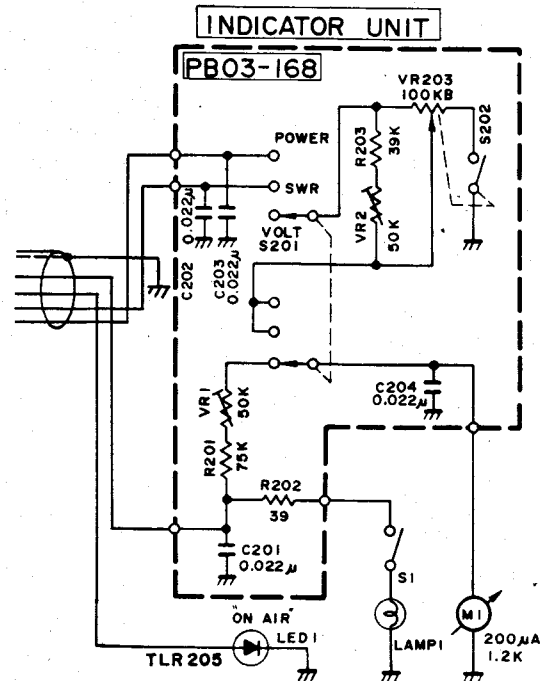 INDICATOR UNIT
PB03-168
VR203
100KB
S202
POWER
R203
39K
SWR
0.022μ
C202
C203
0.022μ
VOLT
S201
VR2
50K
VR1
50K
C204
0.022μ
R201
75K
R202
39
C201
0.022μ
S1
"ON AIR"
LED1
TLR205
LAMP1
M1
200μA
1.2K